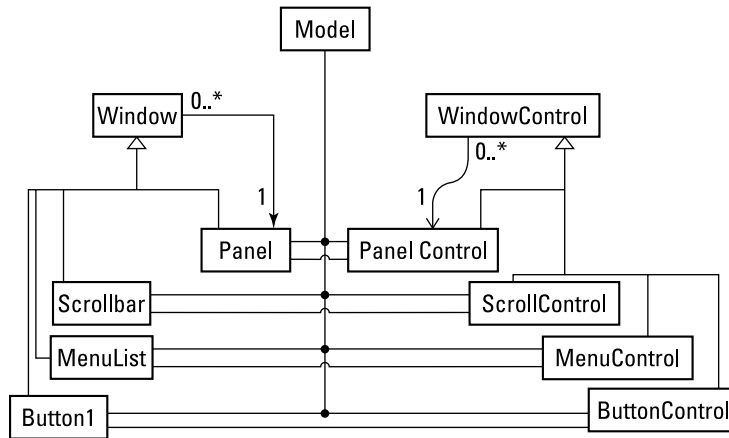 Model
Window
0..*
WindowControl
0..*
1
1
Panel
Panel Control
Scrollbar
ScrollControl
MenuList
MenuControl
Button1
ButtonControl